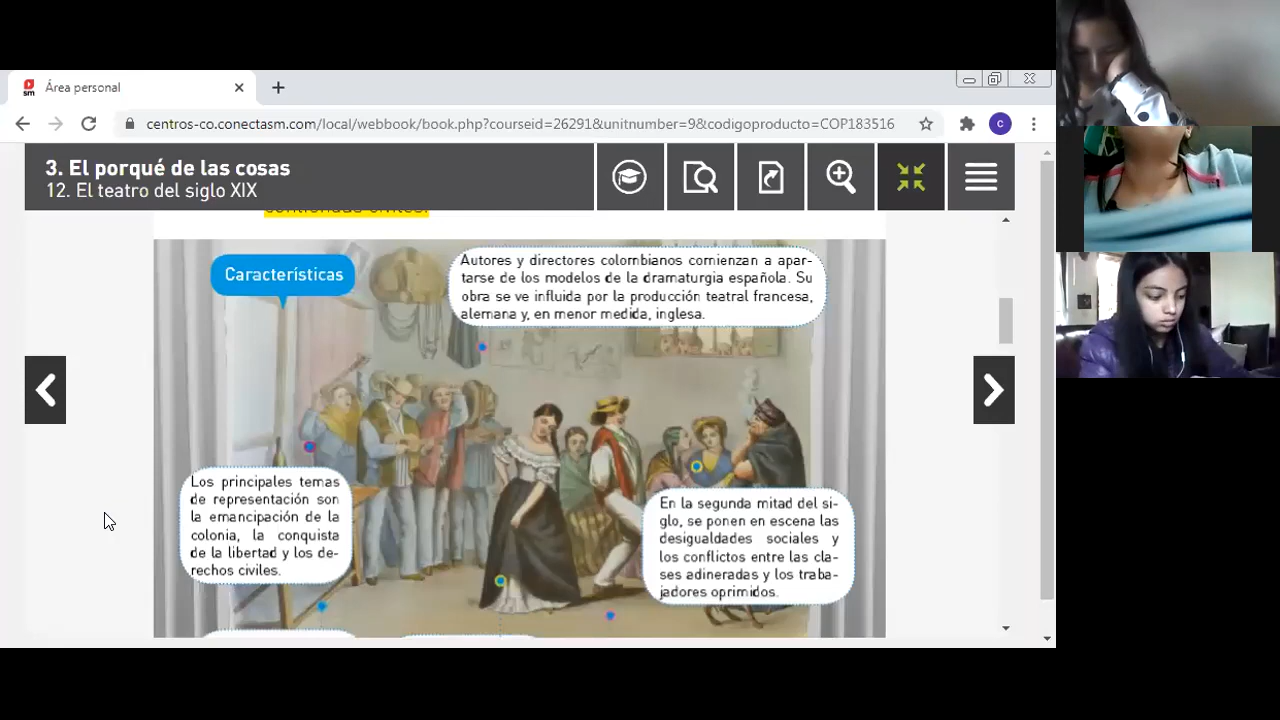 Área personal
sm
centros-co.conectasm.com/local/webbook/book.php?courseid=26291&unitnumber=9&codigoproducto=COP183516
C
3. El porqué de las cosas
12. El teatro del siglo XIX
Características
Autores y directores colombianos comienzan a apar-
tarse de los modelos de la dramaturgia española. Su
obra se ve influida por la producción teatral francesa,
alemana y, en menor medida, inglesa.
Los principales temas
de representación son
la emancipación de la
colonia, la conquista
de la libertad y los de-
rechos civiles.
En la segunda mitad del si-
glo, se ponen en escena las
desigualdades sociales y
los conflictos entre las cla-
ses adineradas y los traba-
jadores oprimidos.